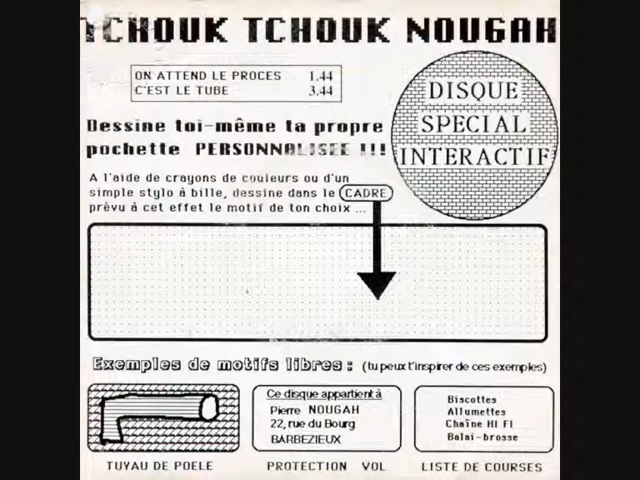 TCHOUK TCHOUK NOUGAH
ON ATTEND LE PROCES 1.44
C'EST LE TUBE 3.44
DISQUE
SPECIAL
INTERACTIF
Dessine toi-même ta propre
pochette PERSONNALISEE !!!
A l'aide de crayons de couleurs ou d'un
simple stylo à bille, dessine dans le CADRE
prévu à cet effet le motif de ton choix ...
Exemples de motifs libres : (tu peux t'inspirer de ces exemples)
Ce disque appartient à
Pierre NOUGAH
22, rue du Bourg
BARBEZIEUX
Biscottes
Allumettes
Chaîne HI FI
Balai-brosse
TUYAU DE POELE
PROTECTION VOL
LISTE DE COURSES